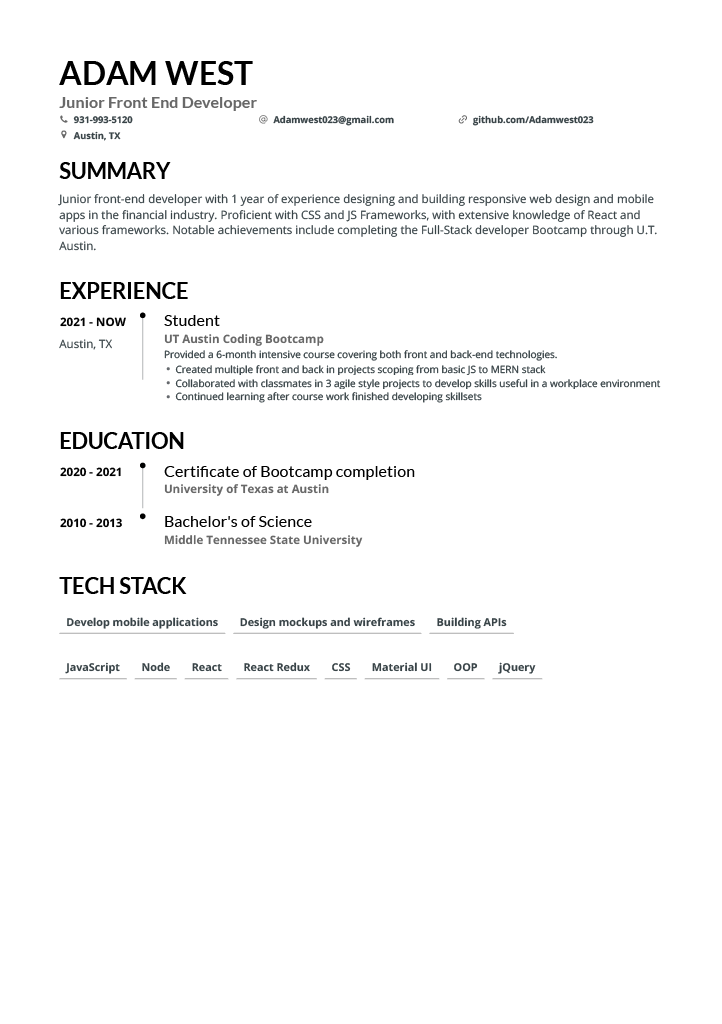 ADAM WEST
Junior Front End Developer
931-993-5120 Adamwest023@gmail.com github.com/Adamwest023
Austin, TX
SUMMARY
Junior front-end developer with 1 year of experience designing and building responsive web design and mobile
apps in the financial industry. Proficient with CSS and JS Frameworks, with extensive knowledge of React and
various frameworks. Notable achievements include completing the Full-Stack developer Bootcamp through U.T.
Austin.
EXPERIENCE
2021 - NOW Student
Austin, TX UT Austin Coding Bootcamp
Provided a 6-month intensive course covering both front and back-end technologies.
• Created multiple front and back in projects scoping from basic JS to MERN stack
• Collaborated with classmates in 3 agile style projects to develop skills useful in a workplace environment
• Continued learning after course work finished developing skillsets
EDUCATION
2020 - 2021 Certificate of Bootcamp completion
University of Texas at Austin
2010 - 2013 Bachelor's of Science
Middle Tennessee State University
TECH STACK
Develop mobile applications Design mockups and wireframes Building APIs
JavaScript Node React React Redux CSS Material UI OOP jQuery